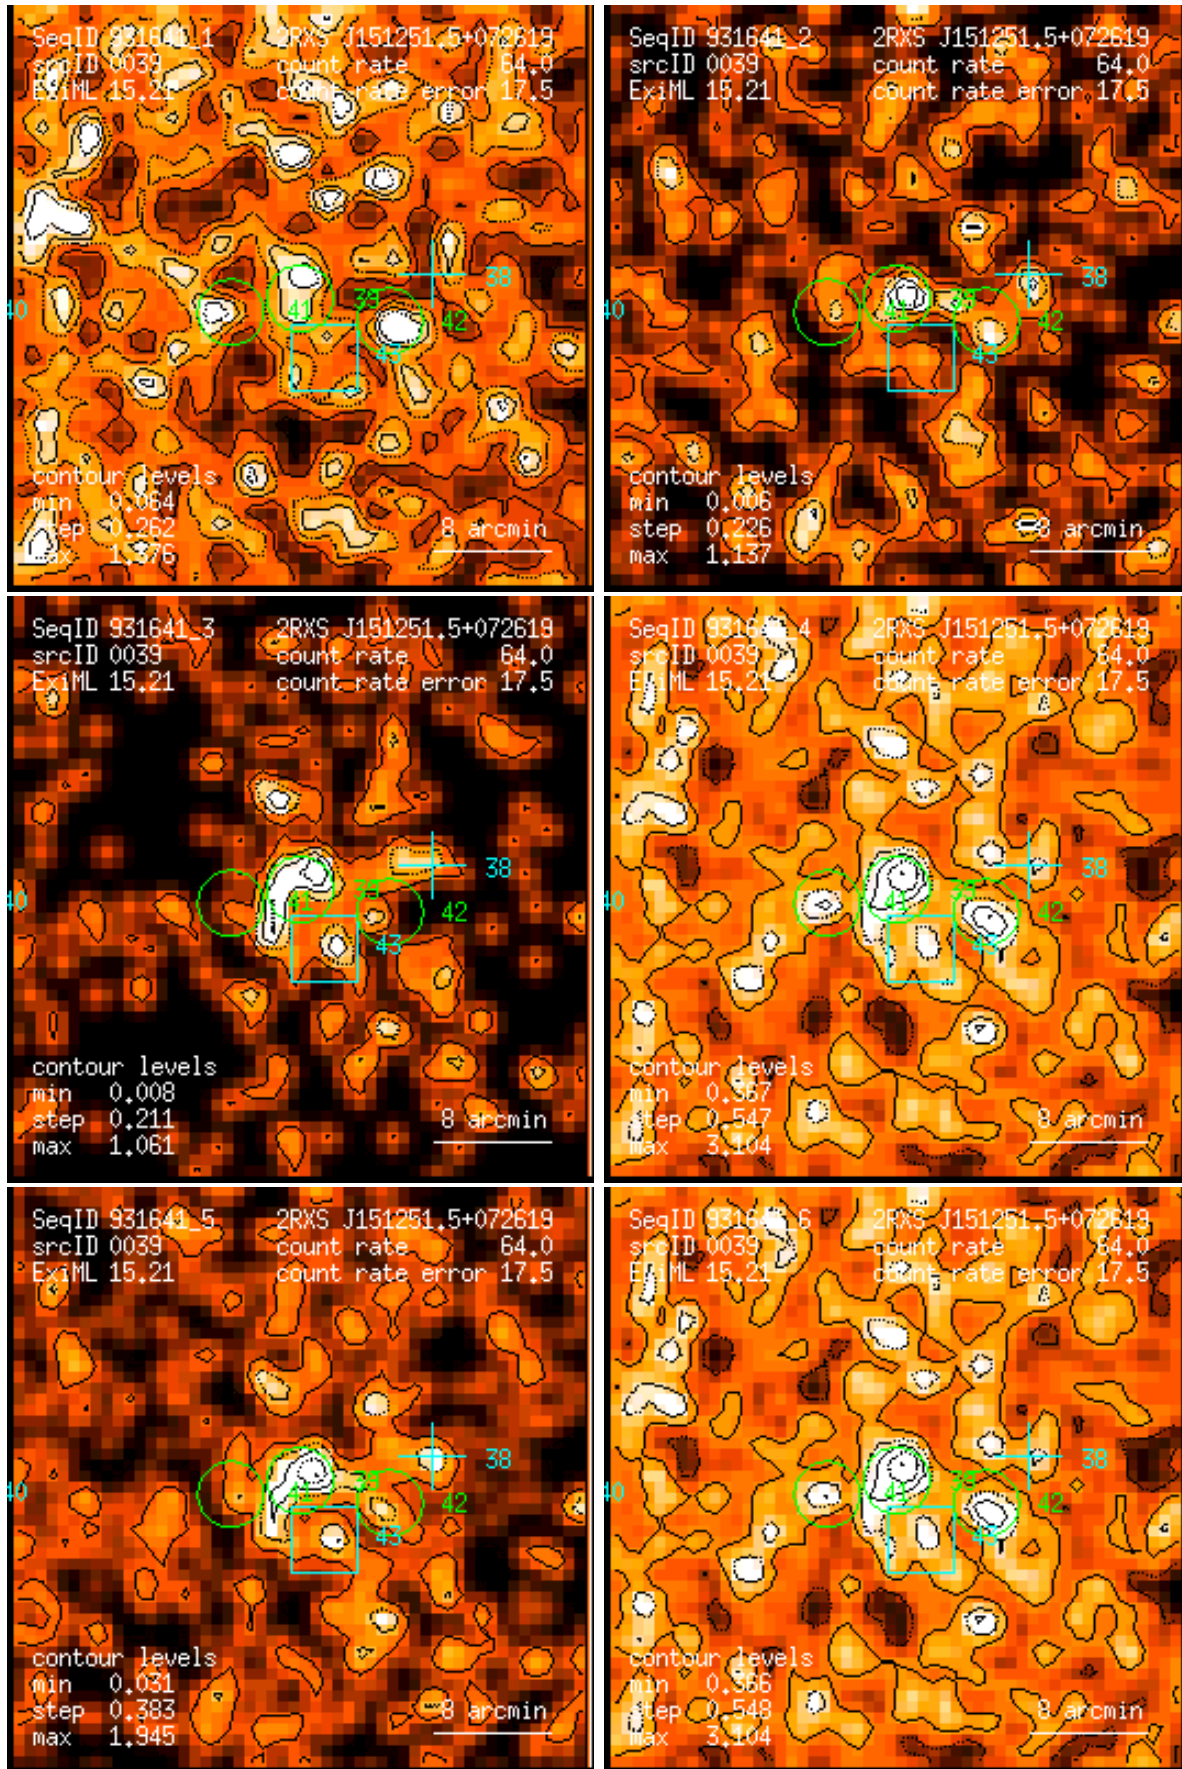 SeqID 931641_1 2RXS J151251.5+072619
srcID 0039 count rate 64.0
ExiML 15.21 count rate error 17.5
38
40 41 39 42
43
contour levels
min 0.064
step 0.262
max 1.376
8 arcmin
SeqID 931641_2 2RXS J151251.5+072619
srcID 0039 count rate 64.0
ExiML 15.21 count rate error 17.5
38
40 41 39 42
43
contour levels
min 0.006
step 0.226
max 1.137
8 arcmin
SeqID 931641_3 2RXS J151251.5+072619
srcID 0039 count rate 64.0
ExiML 15.21 count rate error 17.5
38
40 41 39 42
43
contour levels
min 0.008
step 0.211
max 1.061
8 arcmin
SeqID 931641_4 2RXS J151251.5+072619
srcID 0039 count rate 64.0
ExiML 15.21 count rate error 17.5
38
40 41 39 42
43
contour levels
min 0.367
step 0.547
max 3.104
8 arcmin
SeqID 931641_5 2RXS J151251.5+072619
srcID 0039 count rate 64.0
ExiML 15.21 count rate error 17.5
38
40 41 39 42
43
contour levels
min 0.031
step 0.383
max 1.945
8 arcmin
SeqID 931641_6 2RXS J151251.5+072619
srcID 0039 count rate 64.0
ExiML 15.21 count rate error 17.5
38
40 41 39 42
43
contour levels
min 0.366
step 0.548
max 3.104
8 arcmin